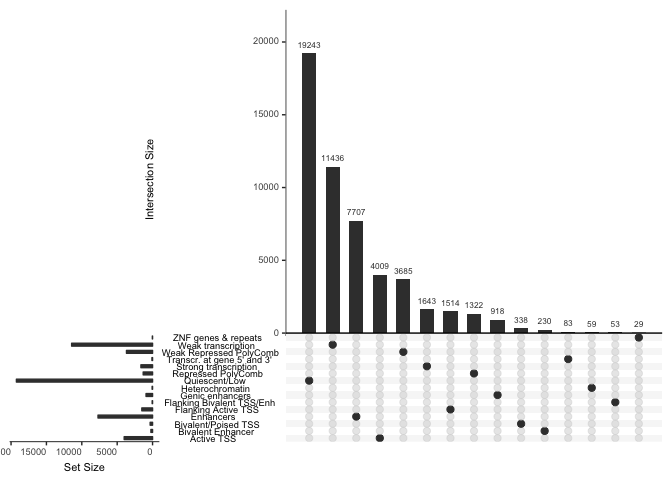 20000
15000
10000
5000
0
Intersection Size
19243
11436
7707
4009
3685
1643
1514
1322
918
338
230
83
59
53
29
ZNF genes & repeats
Weak transcription
Weak Repressed PolyComb
Transcr. at gene 5' and 3'
Strong transcription
Repressed PolyComb
Quiescent/Low
Heterochromatin
Genic enhancers
Flanking Bivalent TSS/Enh
Flanking Active TSS
Enhancers
Bivalent/Poised TSS
Bivalent Enhancer
Active TSS
00 15000 10000 5000 0
Set Size